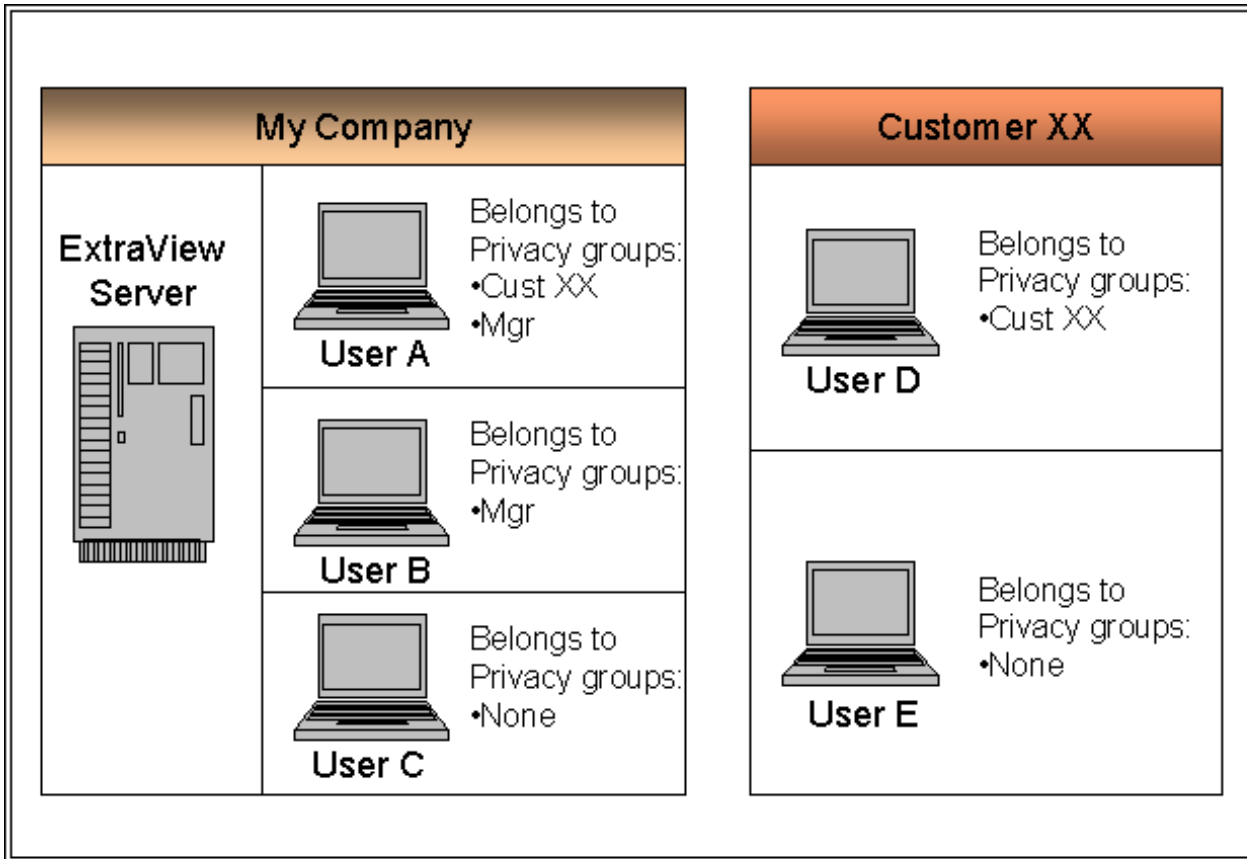 My Company
ExtraView
Server
Belongs to
Privacy groups:
•Cust XX
•Mgr
User A
Belongs to
Privacy groups:
•Mgr
User B
Belongs to
Privacy groups:
•None
User C
Customer XX
Belongs to
Privacy groups:
•Cust XX
User D
Belongs to
Privacy groups:
•None
User E